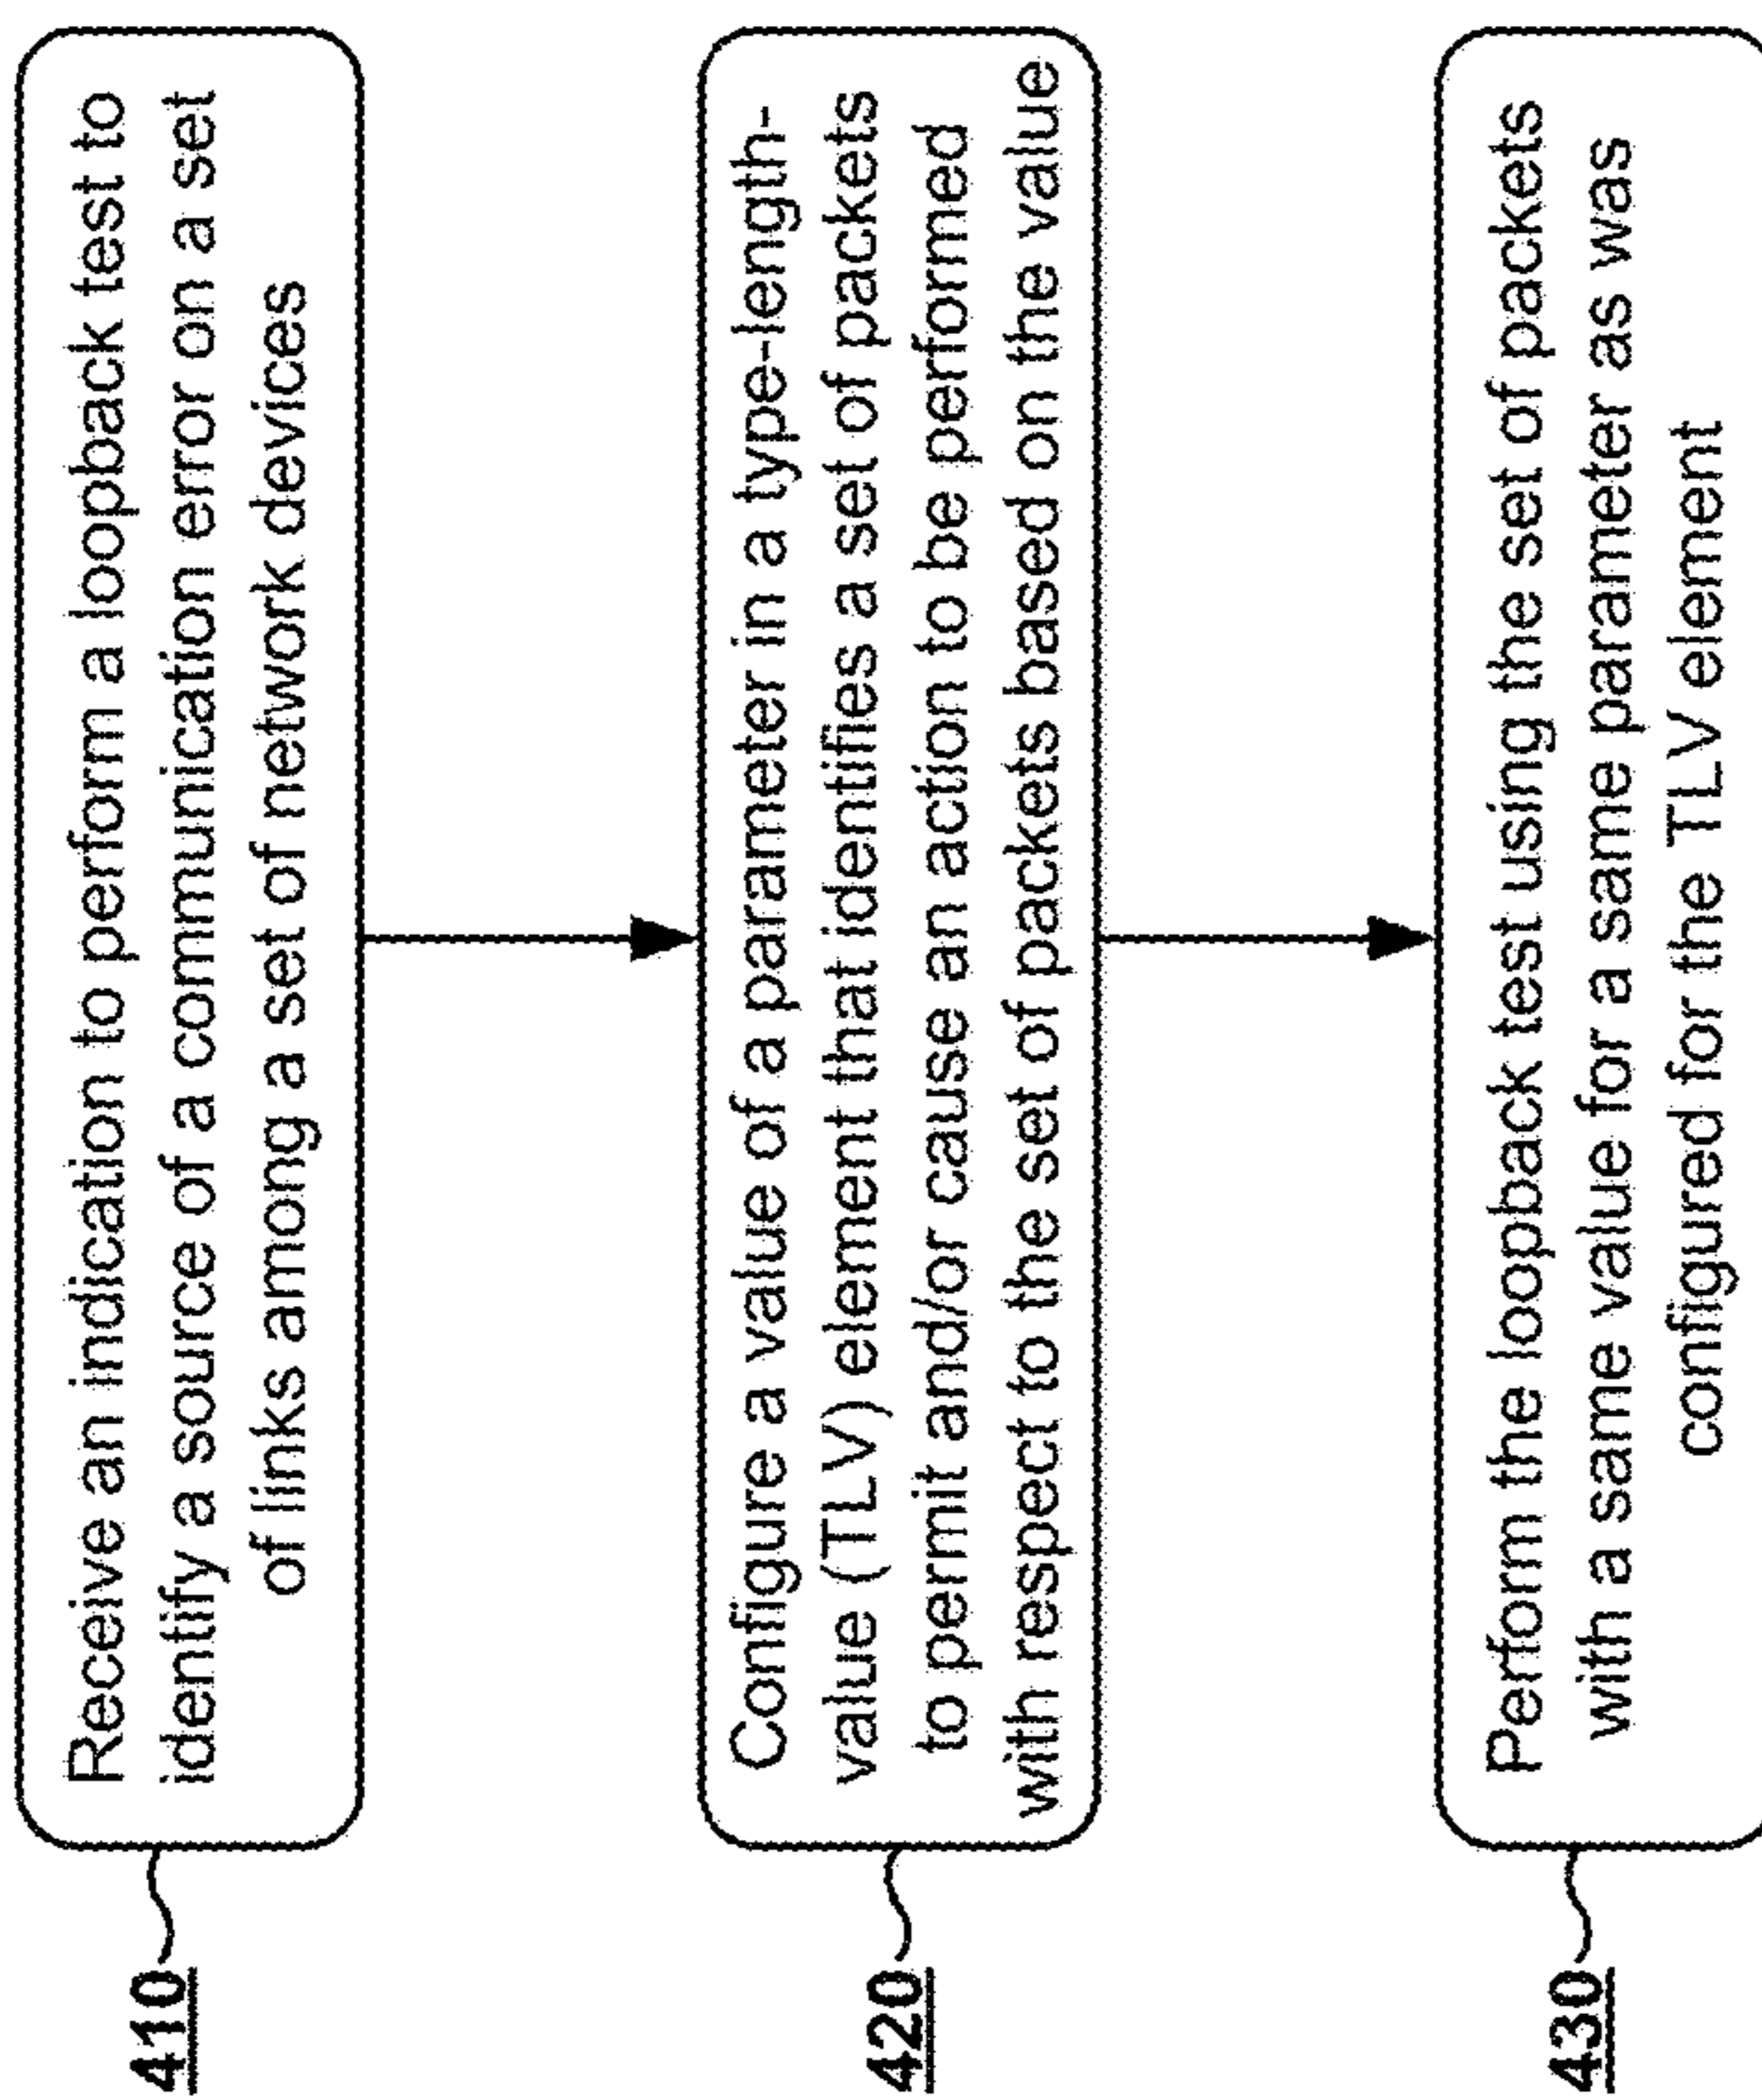 410
Receive an indication to perform a loopback test to
identify a source of a communication error on a set
of links among a set of network devices
420
Configure a value of a parameter in a type-length-
value (TLV) element that identifies a set of packets
to permit and/or cause an action to be performed
with respect to the set of packets based on the value
430
Perform the loopback test using the set of packets
with a same value for a same parameter as was
configured for the TLV element